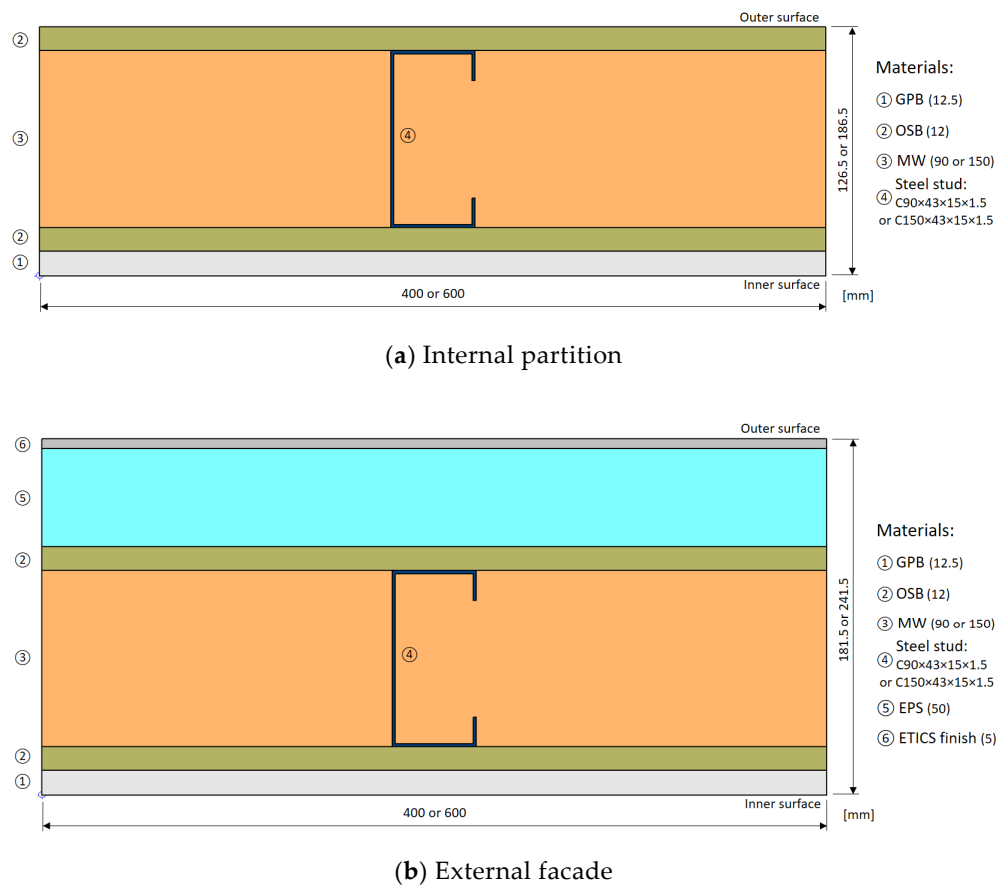 Outer surface
②
③
④
②
①
Inner surface
400 or 600
[mm]
126.5 or 186.5
Materials:
① GPB (12.5)
② OSB (12)
③ MW (90 or 150)
④ Steel stud:
C90×43×15×1.5
or C150×43×15×1.5
(a) Internal partition
Outer surface
⑥
⑤
②
③
④
②
①
Inner surface
400 or 600
[mm]
181.5 or 241.5
Materials:
① GPB (12.5)
② OSB (12)
③ MW (90 or 150)
④ Steel stud:
C90×43×15×1.5
or C150×43×15×1.5
⑤ EPS (50)
⑥ ETICS finish (5)
(b) External facade